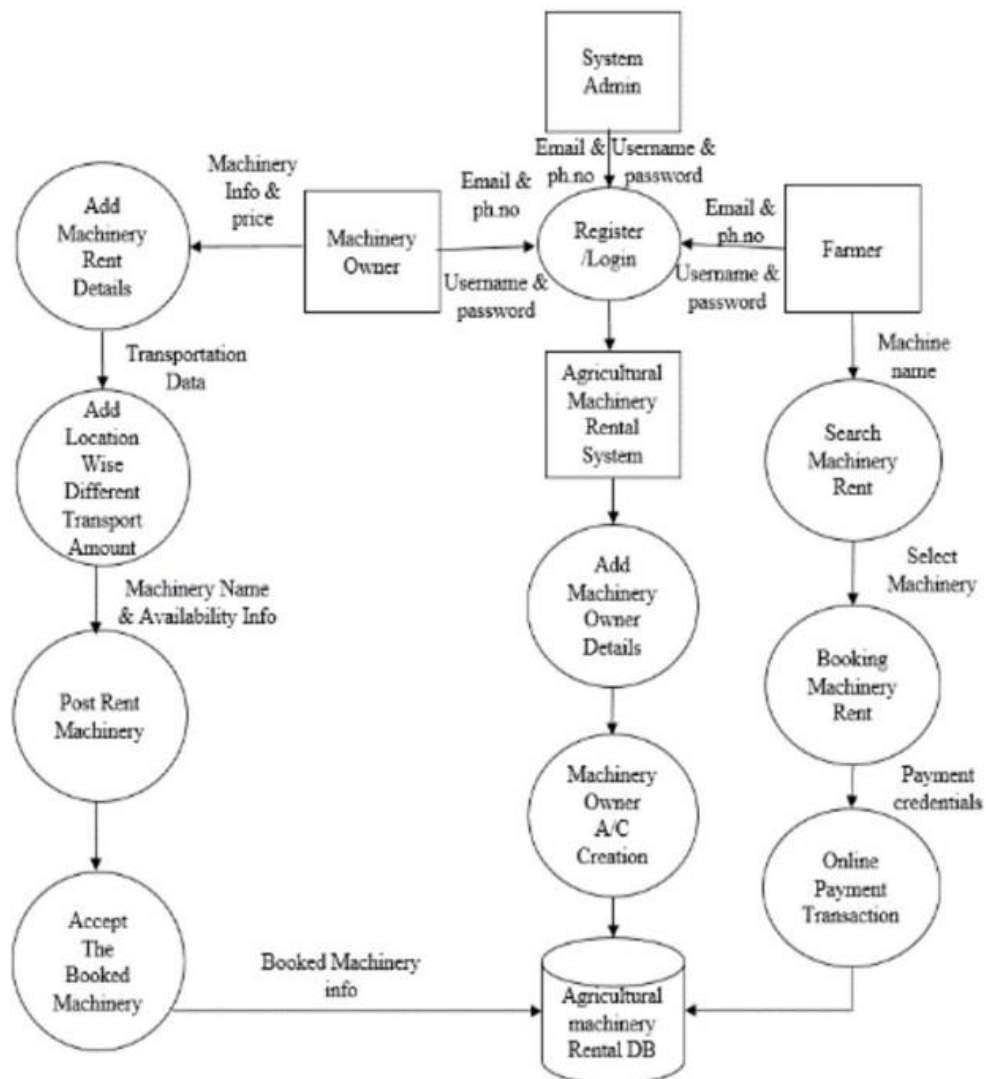 System
Admin
Email &
ph.no
Username &
password
Machinery
Info &
price
Email &
ph.no
Email &
ph.no
Add
Machinery
Rent
Details
Machinery
Owner
Register
/Login
Farmer
Username &
password
Username &
password
Transportation
Data
Machine
name
Agricultural
Machinery
Rental
System
Add
Location
Wise
Different
Transport
Amount
Search
Machinery
Rent
Machinery Name
& Availability Info
Select
Machinery
Add
Machinery
Owner
Details
Post Rent
Machinery
Booking
Machinery
Rent
Machinery
Owner
A/C
Creation
Payment
credentials
Online
Payment
Transaction
Accept
The
Booked
Machinery
Booked Machinery
info
Agricultural
machinery
Rental DB